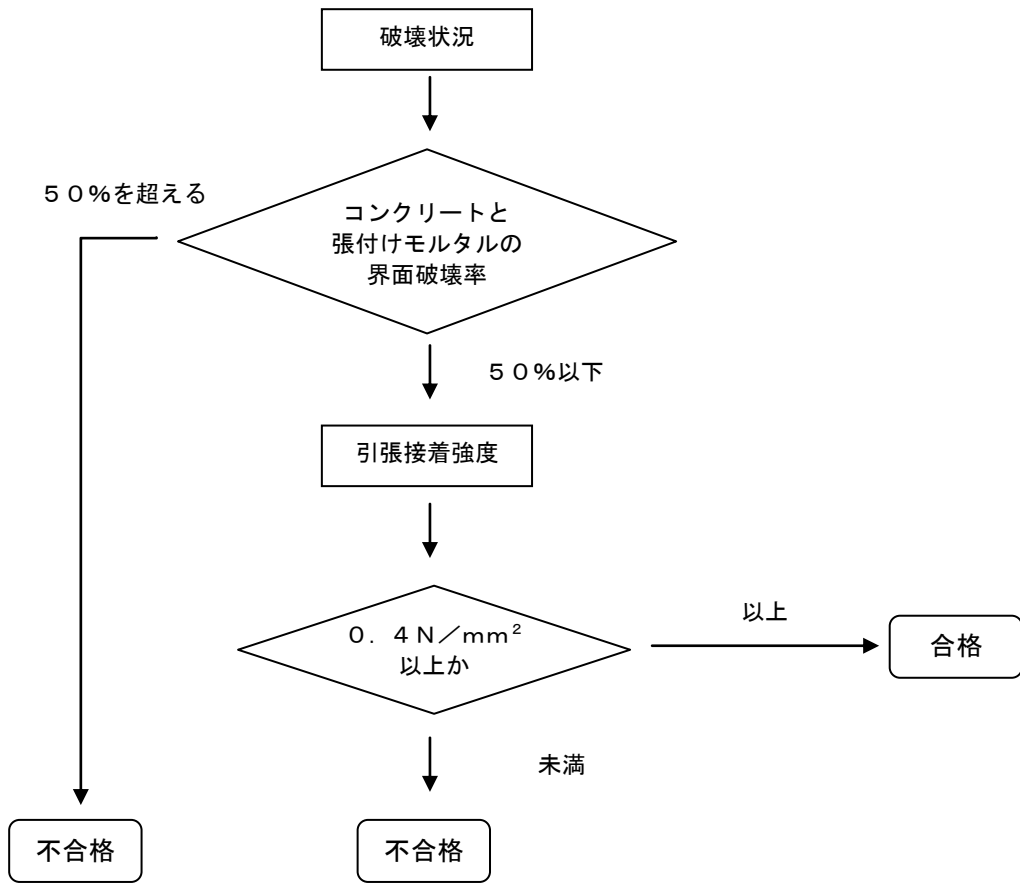 破壊状況
５０％を超える
コンクリートと
張付けモルタルの
界面破壊率
５０％以下
引張接着強度
０．４Ｎ／ｍｍ²
以上か
以上
合格
未満
不合格
不合格